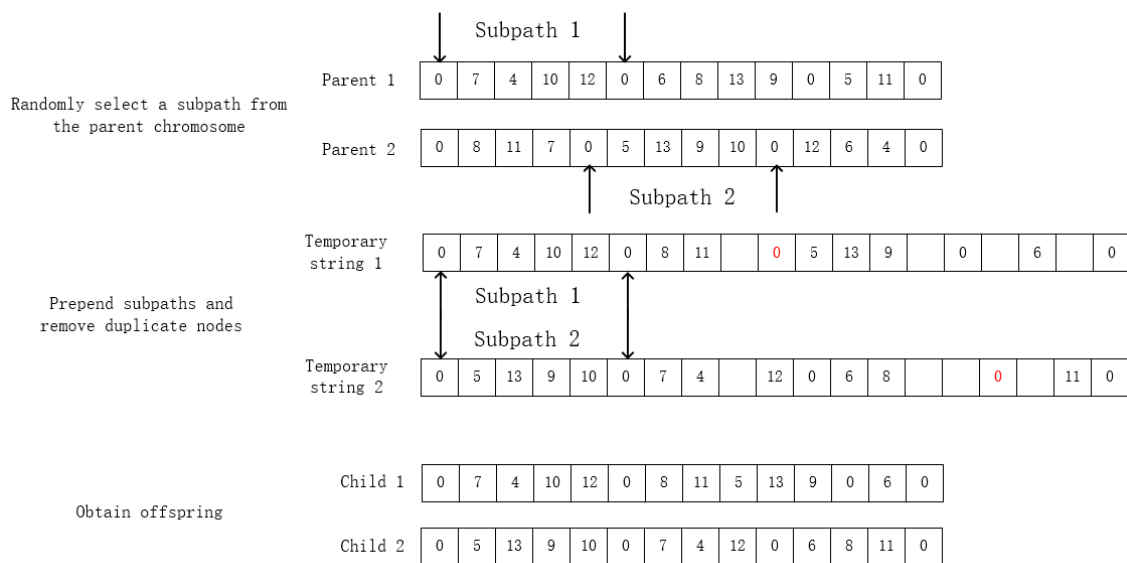 Subpath 1
Parent 1 0 7 4 10 12 0 6 8 13 9 0 5 11 0
Randomly select a subpath from
the parent chromosome
Parent 2 0 8 11 7 0 5 13 9 10 0 12 6 4 0
Subpath 2
Temporary
string 1
0 7 4 10 12 0 8 11 0 5 13 9 0 6 0
Subpath 1
Prepend subpaths and
remove duplicate nodes
Subpath 2
Temporary
string 2
0 5 13 9 10 0 7 4 12 0 6 8 0 11 0
Child 1 0 7 4 10 12 0 8 11 5 13 9 0 6 0
Obtain offspring
Child 2 0 5 13 9 10 0 7 4 12 0 6 8 11 0